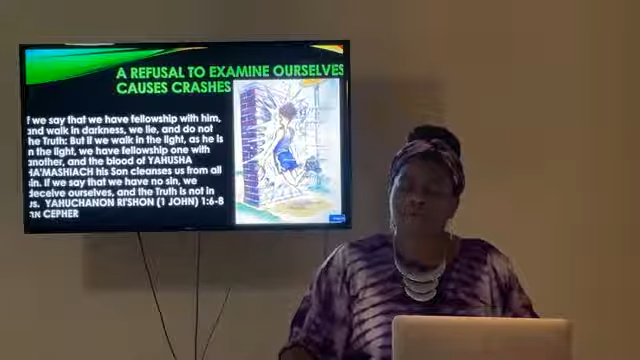 A REFUSAL TO EXAMINE OURSELVES
CAUSES CRASHES
f we say that we have fellowship with him,
and walk in darkness, we lie, and do not
he Truth: But if we walk in the light, as he is
n the light, we have fellowship one with
another, and the blood of YAHUSHA
HA'MASHIACH his Son cleanses us from all
sin. If we say that we have no sin, we
deceive ourselves, and the Truth is not in
us. YAHUCHANON RI'SHON (1 JOHN) 1:6-8
CEPHER